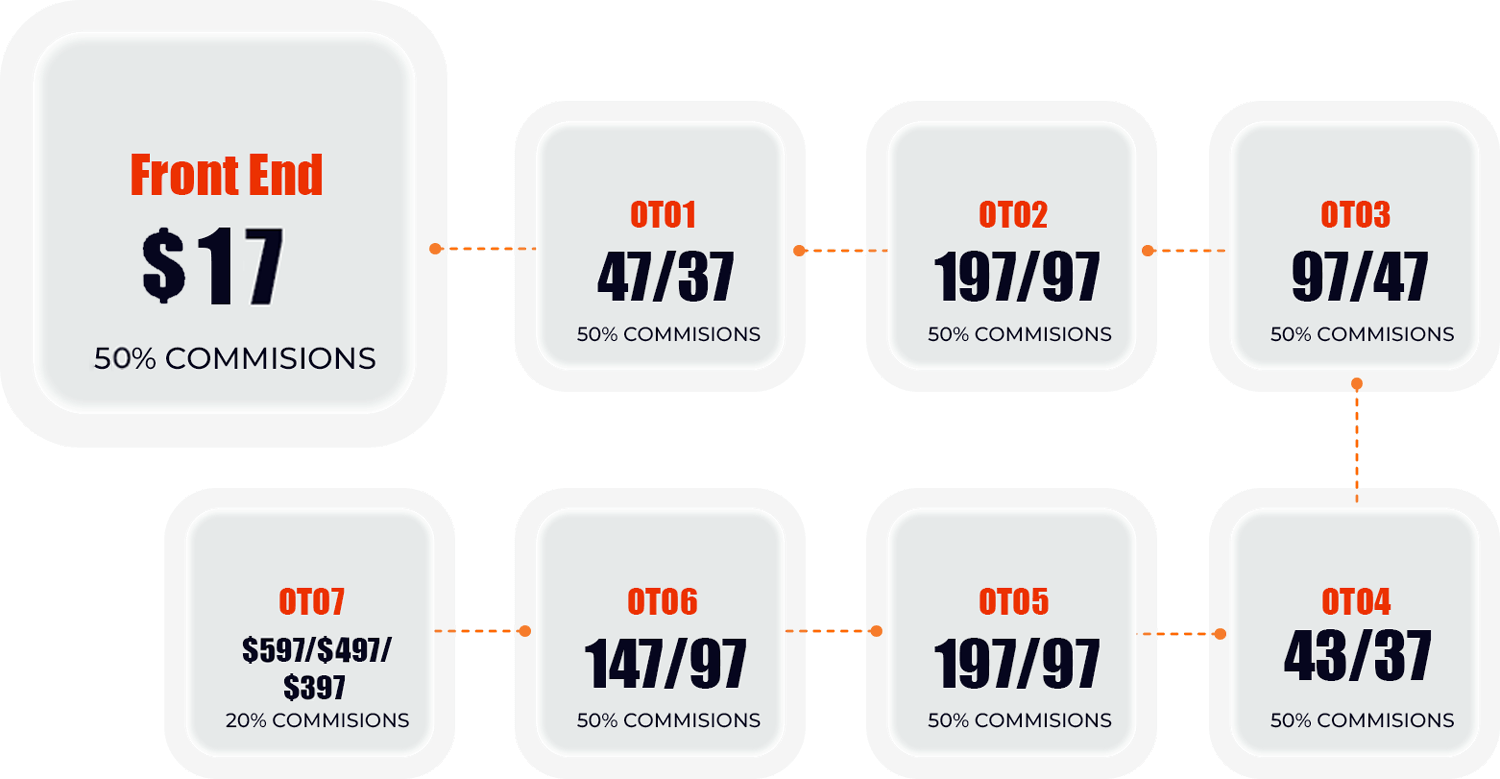 Front End
$17
50% COMMISIONS
OTO1
47/37
50% COMMISIONS
OTO2
197/97
50% COMMISIONS
OTO3
97/47
50% COMMISIONS
OTO4
43/37
50% COMMISIONS
OTO5
197/97
50% COMMISIONS
OTO6
147/97
50% COMMISIONS
OTO7
$597/$497/
$397
20% COMMISIONS